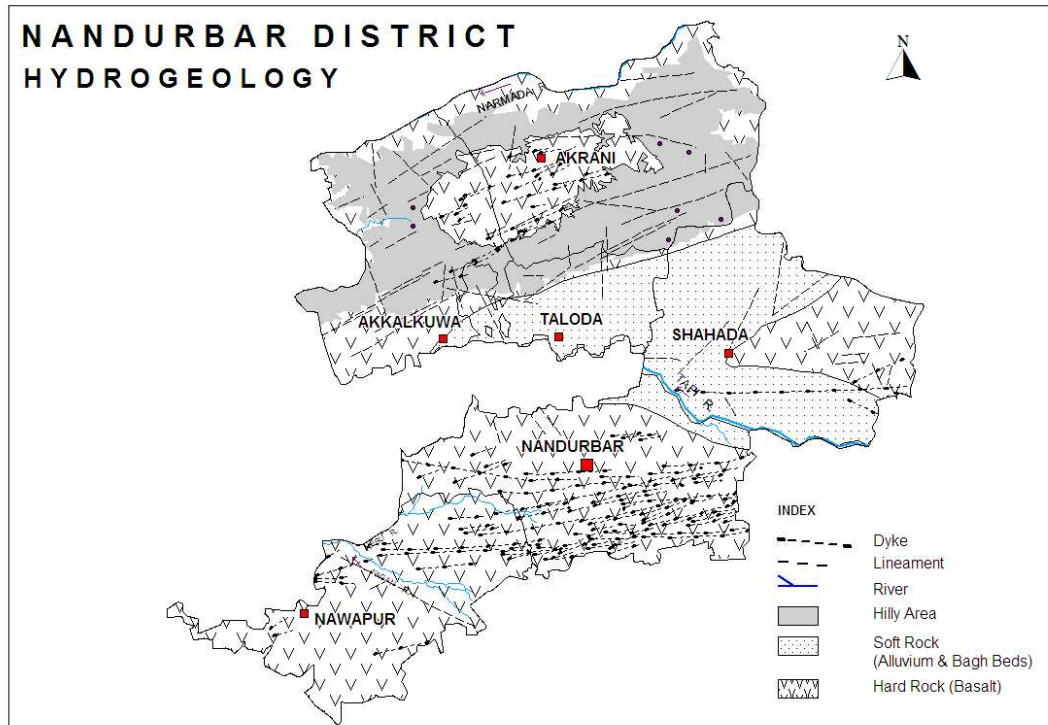 NANDURBAR DISTRICT
HYDROGEOLOGY
N
NARMADA R.
AKRANI
AKKALKUWA
TALODA
SHAHADA
TAPI R.
NANDURBAR
NAWAPUR
INDEX
Dyke
Lineament
River
Hilly Area
Soft Rock
(Alluvium & Bagh Beds)
Hard Rock (Basalt)